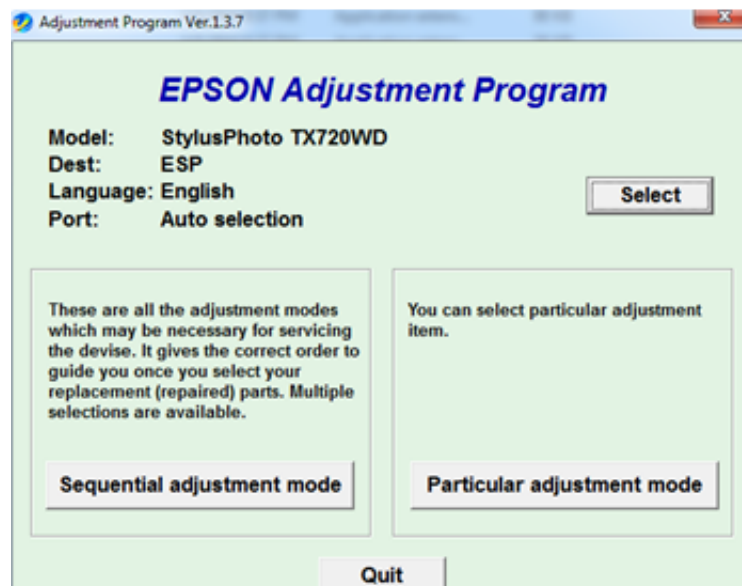 Adjustment Program Ver.1.3.7
EPSON Adjustment Program
Model: StylusPhoto TX720WD
Dest: ESP
Language: English
Port: Auto selection
Select
These are all the adjustment modes
which may be necessary for servicing
the devise. It gives the correct order to
guide you once you select your
replacement (repaired) parts. Multiple
selections are available.
Sequential adjustment mode
You can select particular adjustment
item.
Particular adjustment mode
Quit